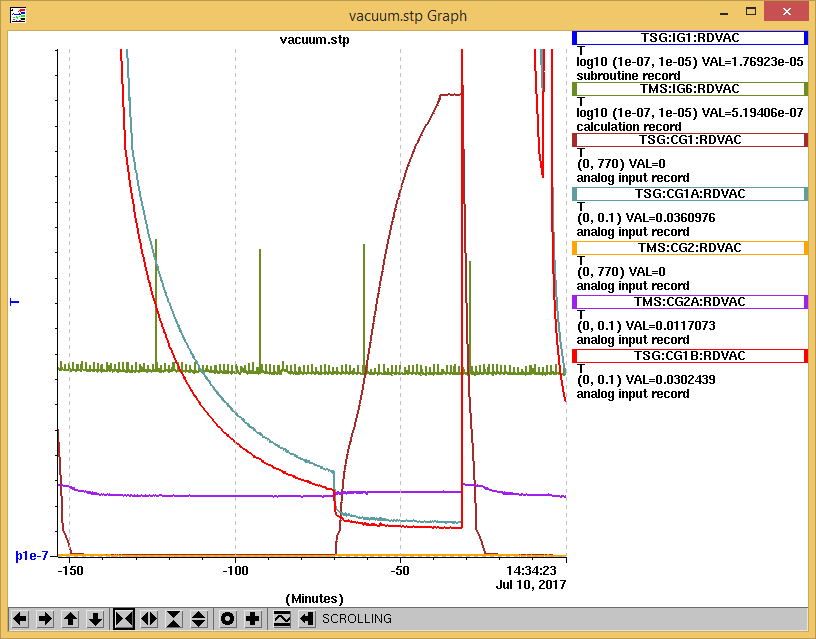 vacuum.stp Graph
vacuum.stp
TSG:IG1:RDVAC
T
log10 (1e-07, 1e-05) VAL=1.76923e-05
subroutine record
TMS:IG6:RDVAC
T
log10 (1e-07, 1e-05) VAL=5.19406e-07
calculation record
TSG:CG1:RDVAC
T
(0, 770) VAL=0
analog input record
TSG:CG1A:RDVAC
T
(0, 0.1) VAL=0.0360976
analog input record
TMS:CG2:RDVAC
T
(0, 770) VAL=0
analog input record
TMS:CG2A:RDVAC
T
(0, 0.1) VAL=0.0117073
analog input record
TSG:CG1B:RDVAC
T
(0, 0.1) VAL=0.0302439
analog input record
T
1e-7
-150
-100
-50
14:34:23
Jul 10, 2017
(Minutes)
SCROLLING